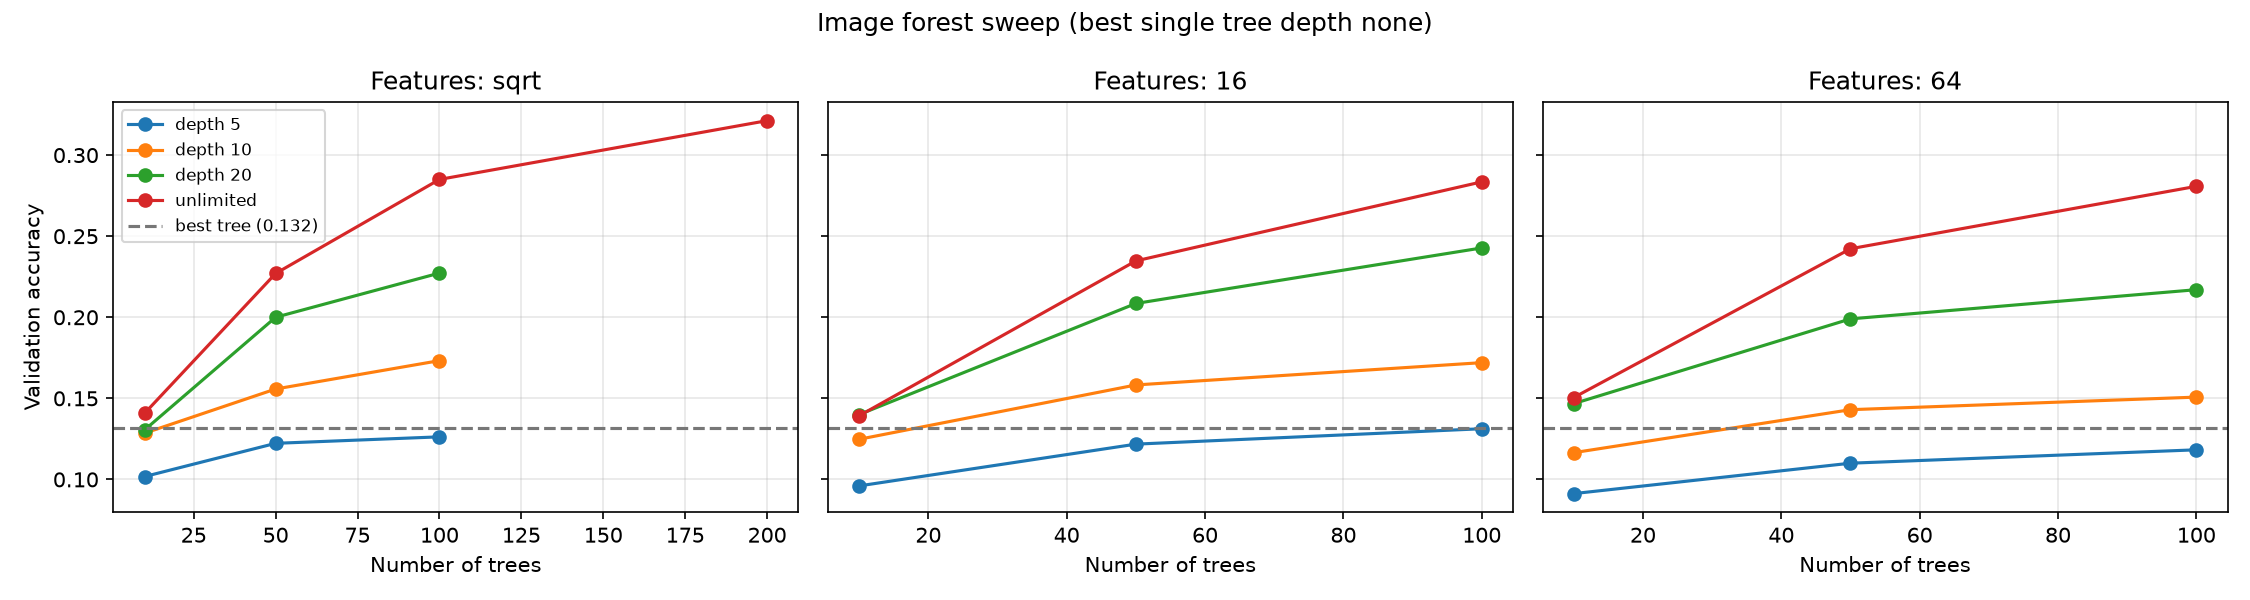 Image forest sweep (best single tree depth none)
Features: sqrt
Features: 16
Features: 64
depth 5
depth 10
depth 20
unlimited
best tree (0.132)
Validation accuracy
0.30
0.25
0.20
0.15
0.10
25 50 75 100 125 150 175 200
20 40 60 80 100
20 40 60 80 100
Number of trees
Number of trees
Number of trees